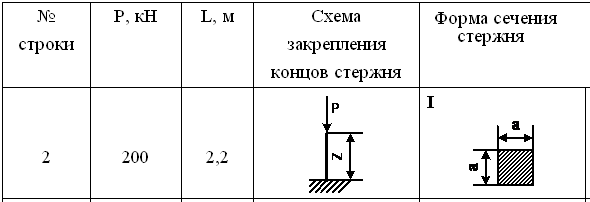 №
строки
P, кН
L, м
Схема
закрепления
концов стержня
Форма сечения
стержня
2
200
2,2
P
Z
I
a
a